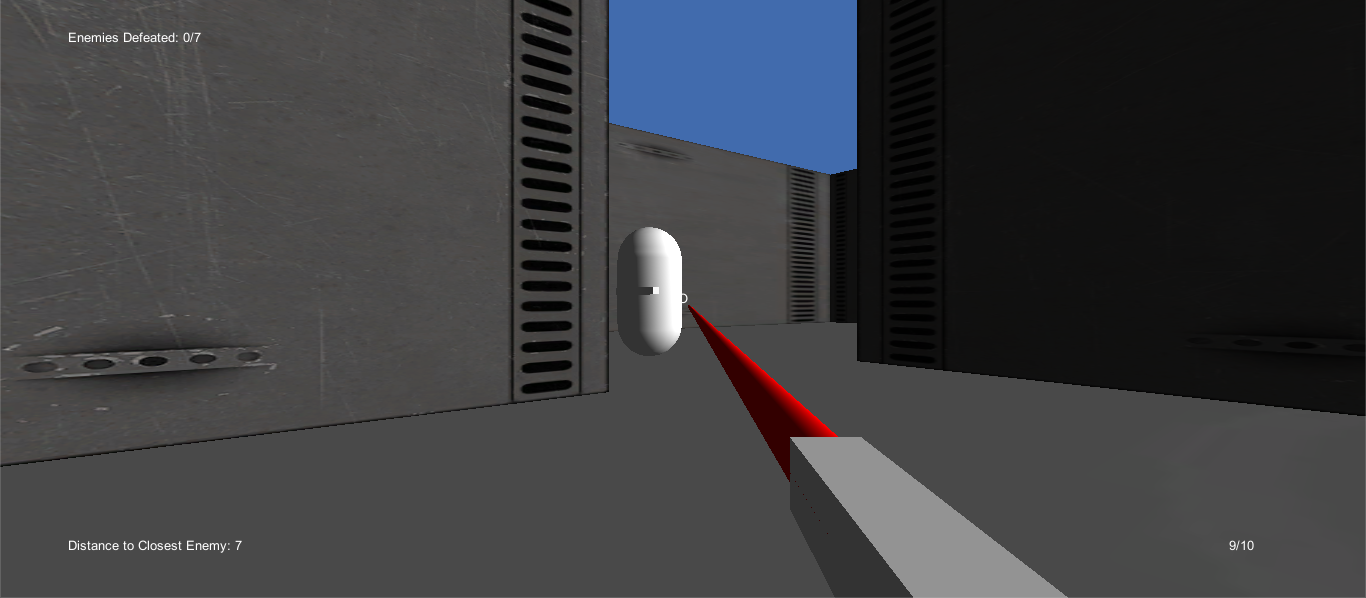 Enemies Defeated: 0/7
Distance to Closest Enemy: 7
9/10